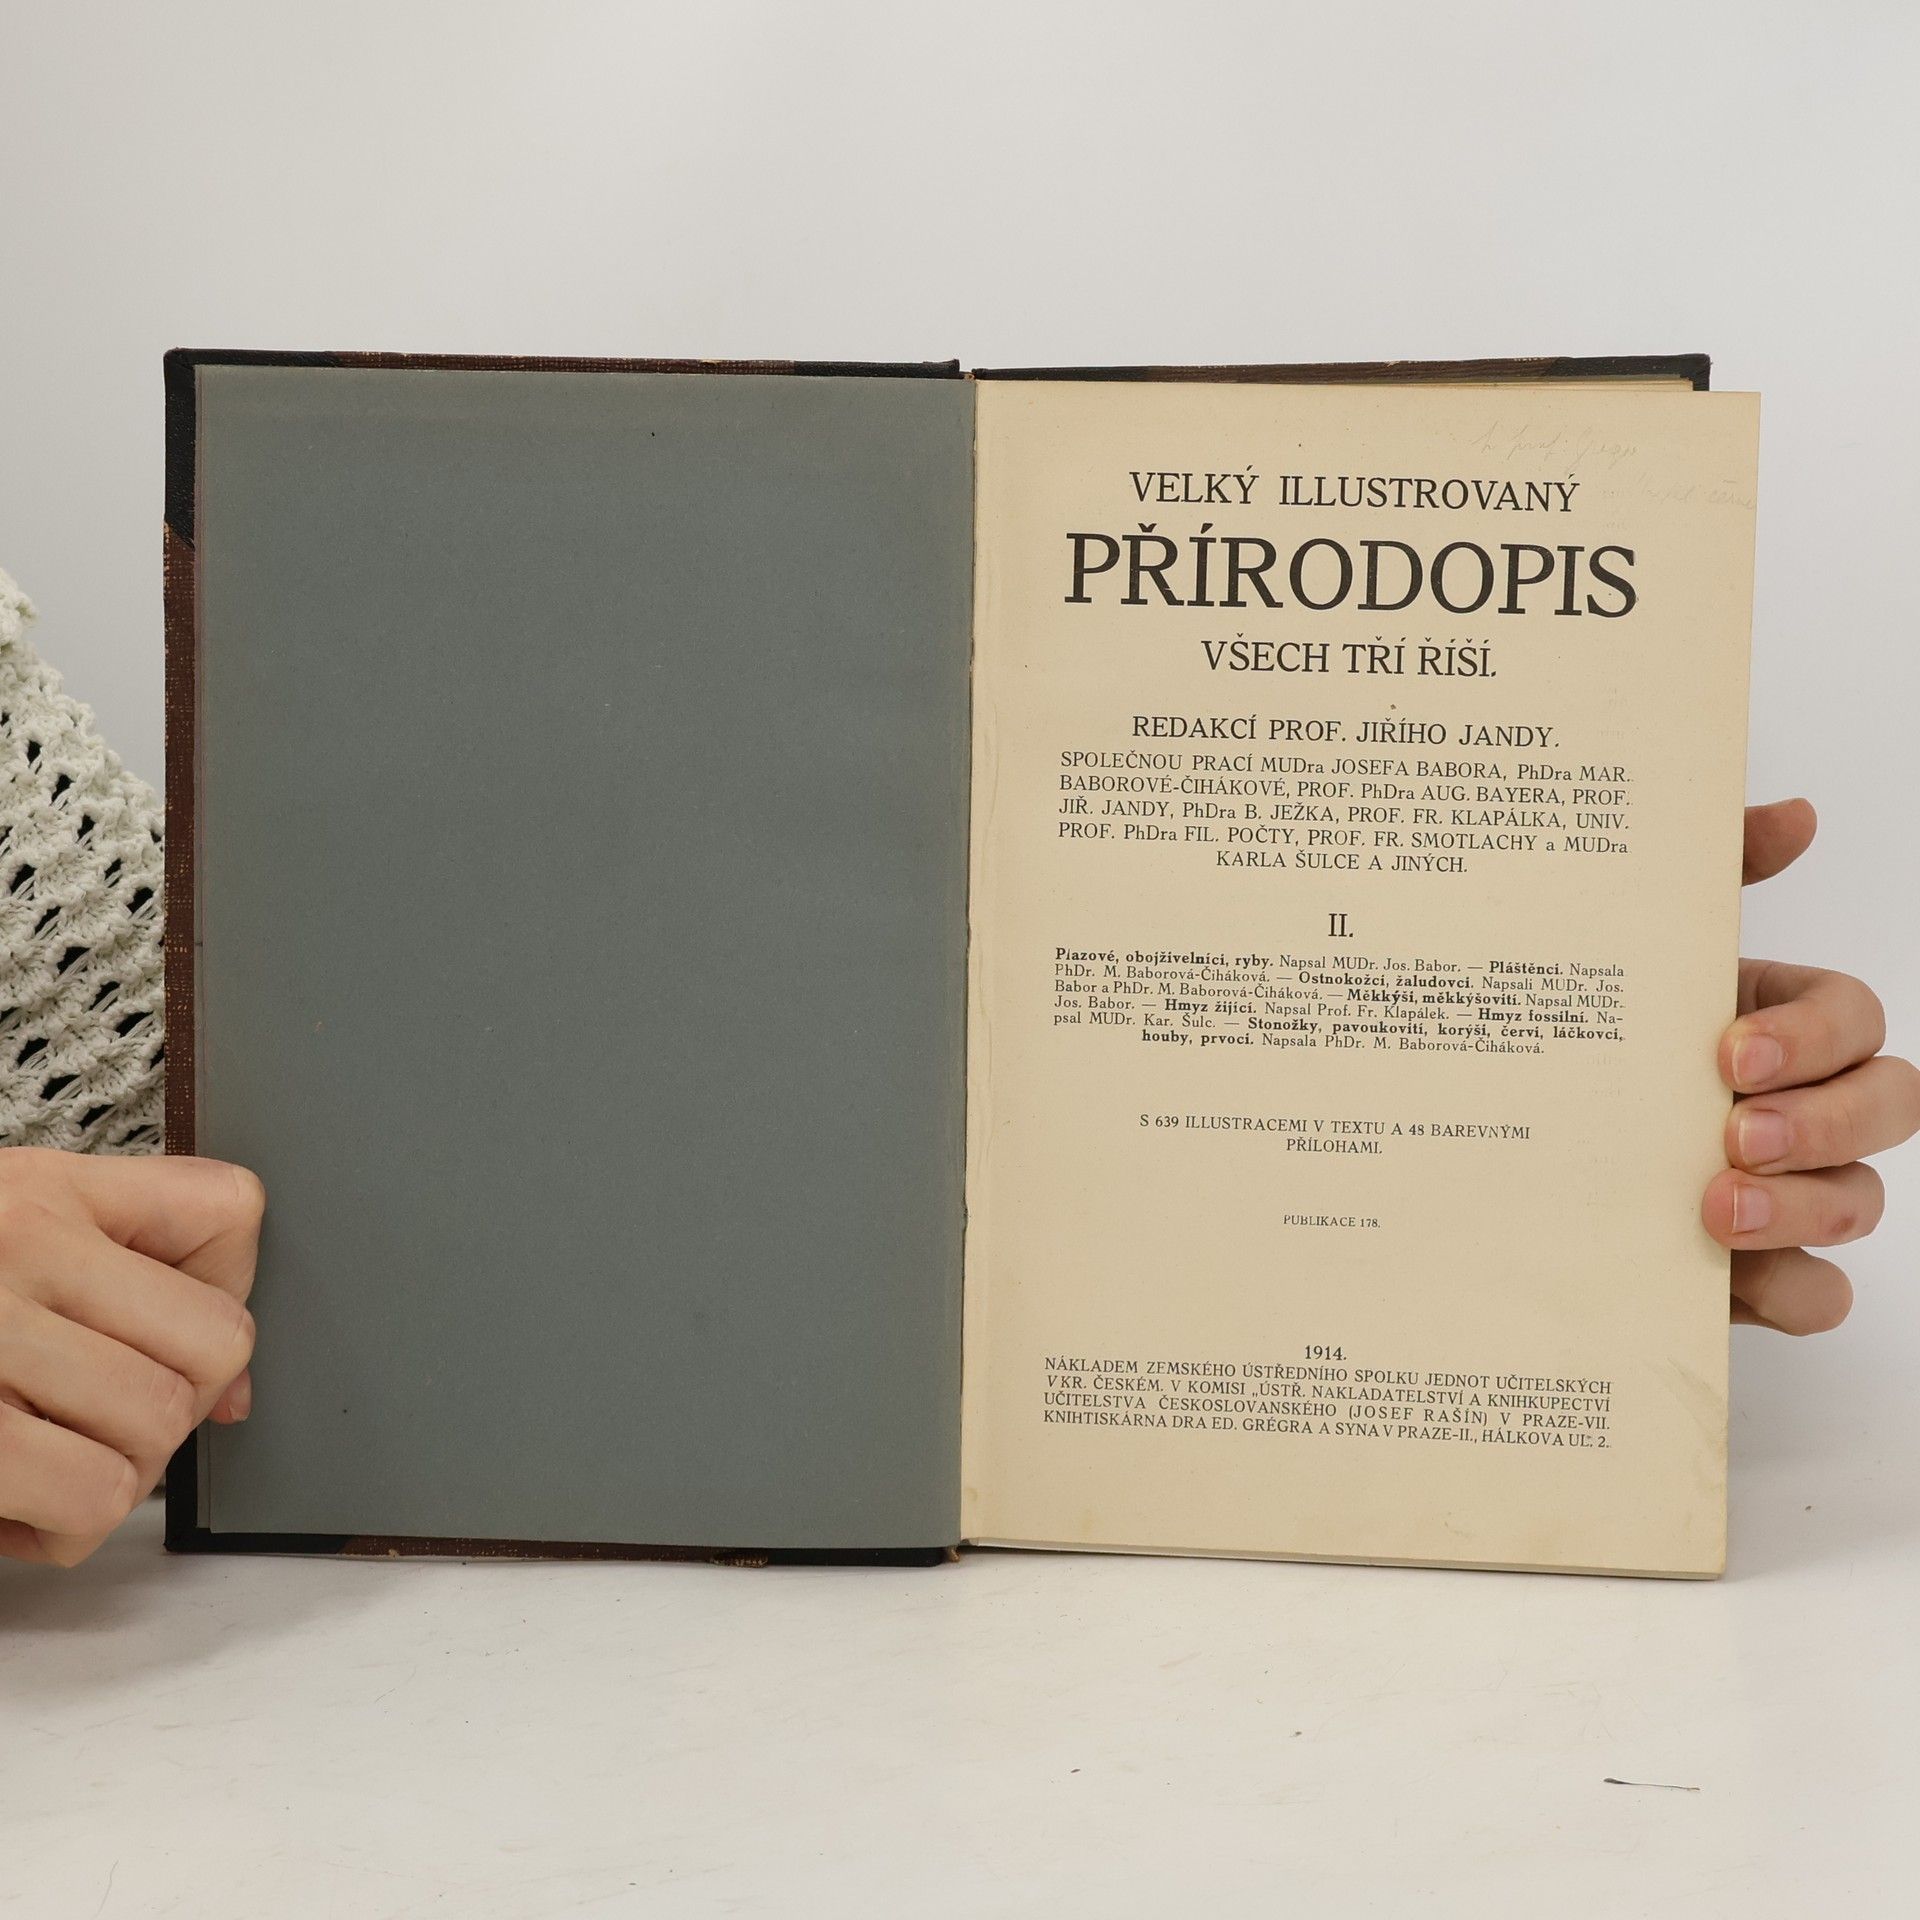 VELKÝ ILLUSTROVANÝ
PŘÍRODOPIS
VŠECH TŘÍ ŘÍŠÍ.
REDAKCÍ PROF. JIŘÍHO JANDY.
SPOLEČNOU PRACÍ MUDra JOSEFA BABORA, PhDra MAR.
BABOROVÉ-ČIHÁKOVÉ, PROF. PhDra AUG. BAYERA, PROF.
JIŘ. JANDY, PhDra B. JEŽKA, PROF. FR. KLAPÁLKA, UNIV.
PROF. PhDra FIL. POČTY, PROF. FR. SMOTLACHY a MUDra
KARLA ŠULCE A JINÝCH.
II.
Plazové, obojživelníci, ryby. Napsal MUDr. Jos. Babor. — Pláštěnci. Napsala
PhDr. M. Baborová-Čiháková. — Ostnokožci, žaludovci. Napsali MUDr. Jos.
Babor a PhDr. M. Baborová-Čiháková. — Měkkýši, měkkýšovití. Napsal MUDr.
Jos. Babor. — Hmyz žijící. Napsal Prof. Fr. Klapálek. — Hmyz fossilní. Na-
psal MUDr. Kar. Šulc. — Stonožky, pavoukovití, korýši, červi, láčkovci,
houby, prvoci. Napsala PhDr. M. Baborová-Čiháková.
S 639 ILLUSTRACEMI V TEXTU A 48 BAREVNÝMI
PŘÍLOHAMI.
PUBLIKACE 178.
1914.
NÁKLADEM ZEMSKÉHO ÚSTŘEDNÍHO SPOLKU JEDNOT UČITELSKÝCH
V KR. ČESKÉM. V KOMISI „ÚSTŘ. NAKLADATELSTVÍ A KNIHKUPECTVÍ
UČITELSTVA ČESKOSLOVANSKÉHO (JOSEF RAŠÍN) V PRAZE-VII.
KNIHTISKÁRNA DRA ED. GRÉGRA A SYNA V PRAZE-II., HÁLKOVA UL. 2.